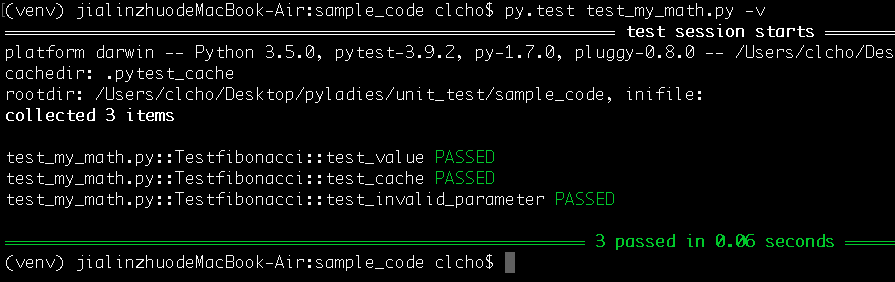 (venv) jialinzhuodeMacBook-Air:sample_code clcho$ py.test test_my_math.py -v
test session starts
platform darwin -- Python 3.5.0, pytest-3.9.2, py-1.7.0, pluggy-0.8.0 -- /Users/clcho/Des
cachedir: .pytest_cache
rootdir: /Users/clcho/Desktop/pyladies/unit_test/sample_code, inifile:
collected 3 items
test_my_math.py::Testfibonacci::test_value PASSED
test_my_math.py::Testfibonacci::test_cache PASSED
test_my_math.py::Testfibonacci::test_invalid_parameter PASSED
3 passed in 0.06 seconds
(venv) jialinzhuodeMacBook-Air:sample_code clcho$